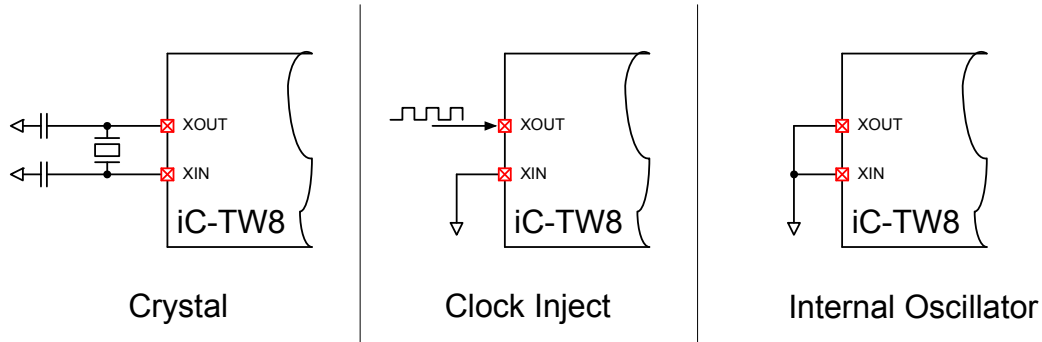 XOUT
XIN
iC-TW8
Crystal
XOUT
XIN
iC-TW8
Clock Inject
XOUT
XIN
iC-TW8
Internal Oscillator